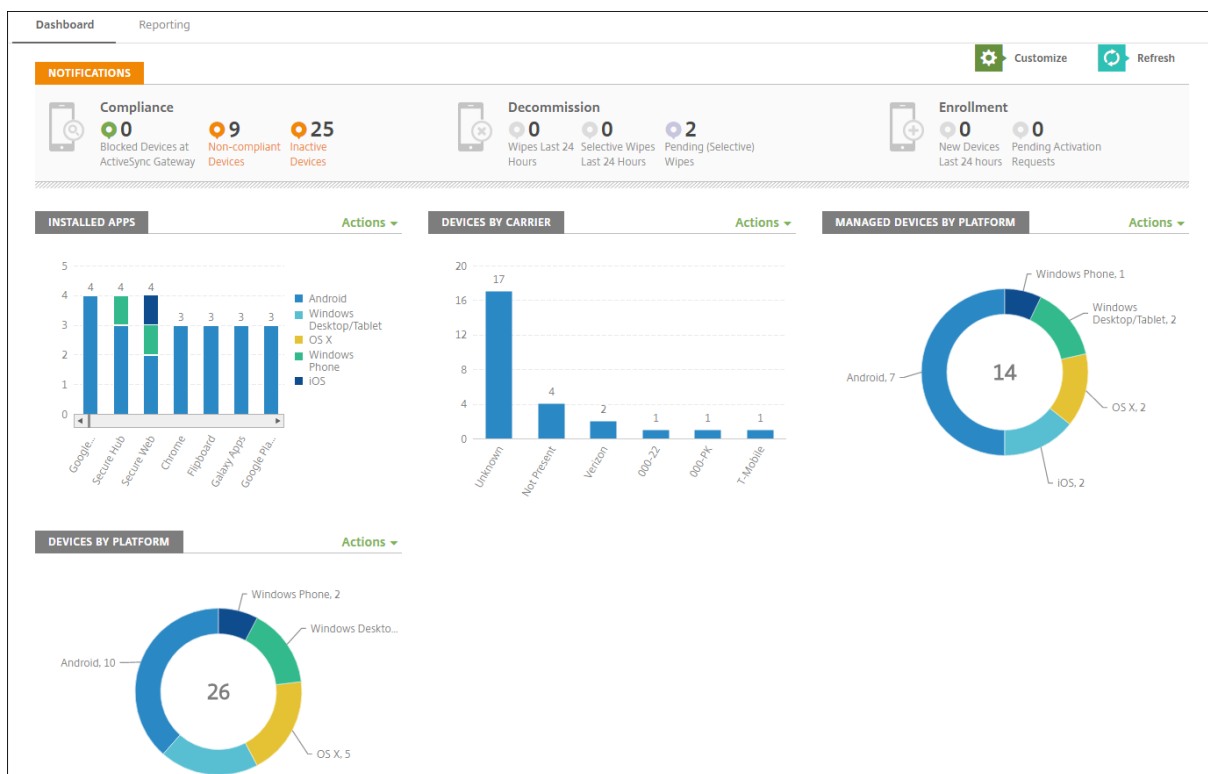 Dashboard
Reporting
Customize
Refresh
NOTIFICATIONS
Compliance
0
Blocked Devices at
ActiveSync Gateway
9
Non-compliant
Devices
25
Inactive
Devices
Decommission
0
Wipes Last 24
Hours
0
Selective Wipes
Last 24 Hours
2
Pending (Selective)
Wipes
Enrollment
0
New Devices
Last 24 hours
0
Pending Activation
Requests
INSTALLED APPS
Actions
5
4
3
2
1
0
4
4
4
3
3
3
3
Google...
Secure Hub
Secure Web
Chrome
Flipboard
Galaxy Apps
Google Pla...
Android
Windows
Desktop/Tablet
OS X
Windows
Phone
iOS
DEVICES BY CARRIER
Actions
20
16
12
8
4
0
17
4
2
1
1
1
Unknown
Not Present
Verizon
000-22
000-PK
T-Mobile
MANAGED DEVICES BY PLATFORM
Actions
Windows Phone, 1
Windows
Desktop/Tablet, 2
Android, 7
14
OS X, 2
iOS, 2
DEVICES BY PLATFORM
Actions
Windows Phone, 2
Windows Deskto...
Android, 10
26
OS X, 5